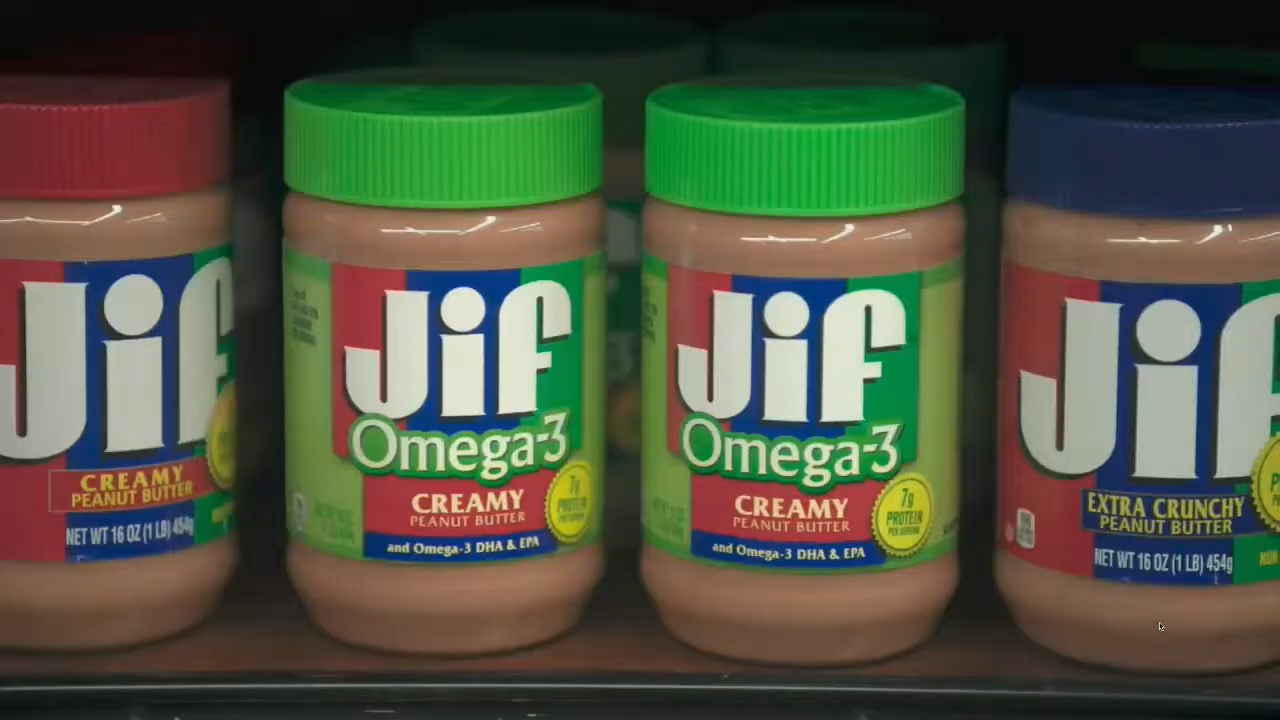 Jif
CREAMY
PEANUT BUTTER
NET WT 16 OZ (1 LB) 454g
Jif
Omega-3
CREAMY
PEANUT BUTTER
and Omega-3 DHA & EPA
7g
PROTEIN
Jif
Omega-3
CREAMY
PEANUT BUTTER
and Omega-3 DHA & EPA
7g
PROTEIN
PER SERVING
Jif
EXTRA CRUNCHY
PEANUT BUTTER
NET WT 16 OZ (1 LB) 454g
NON